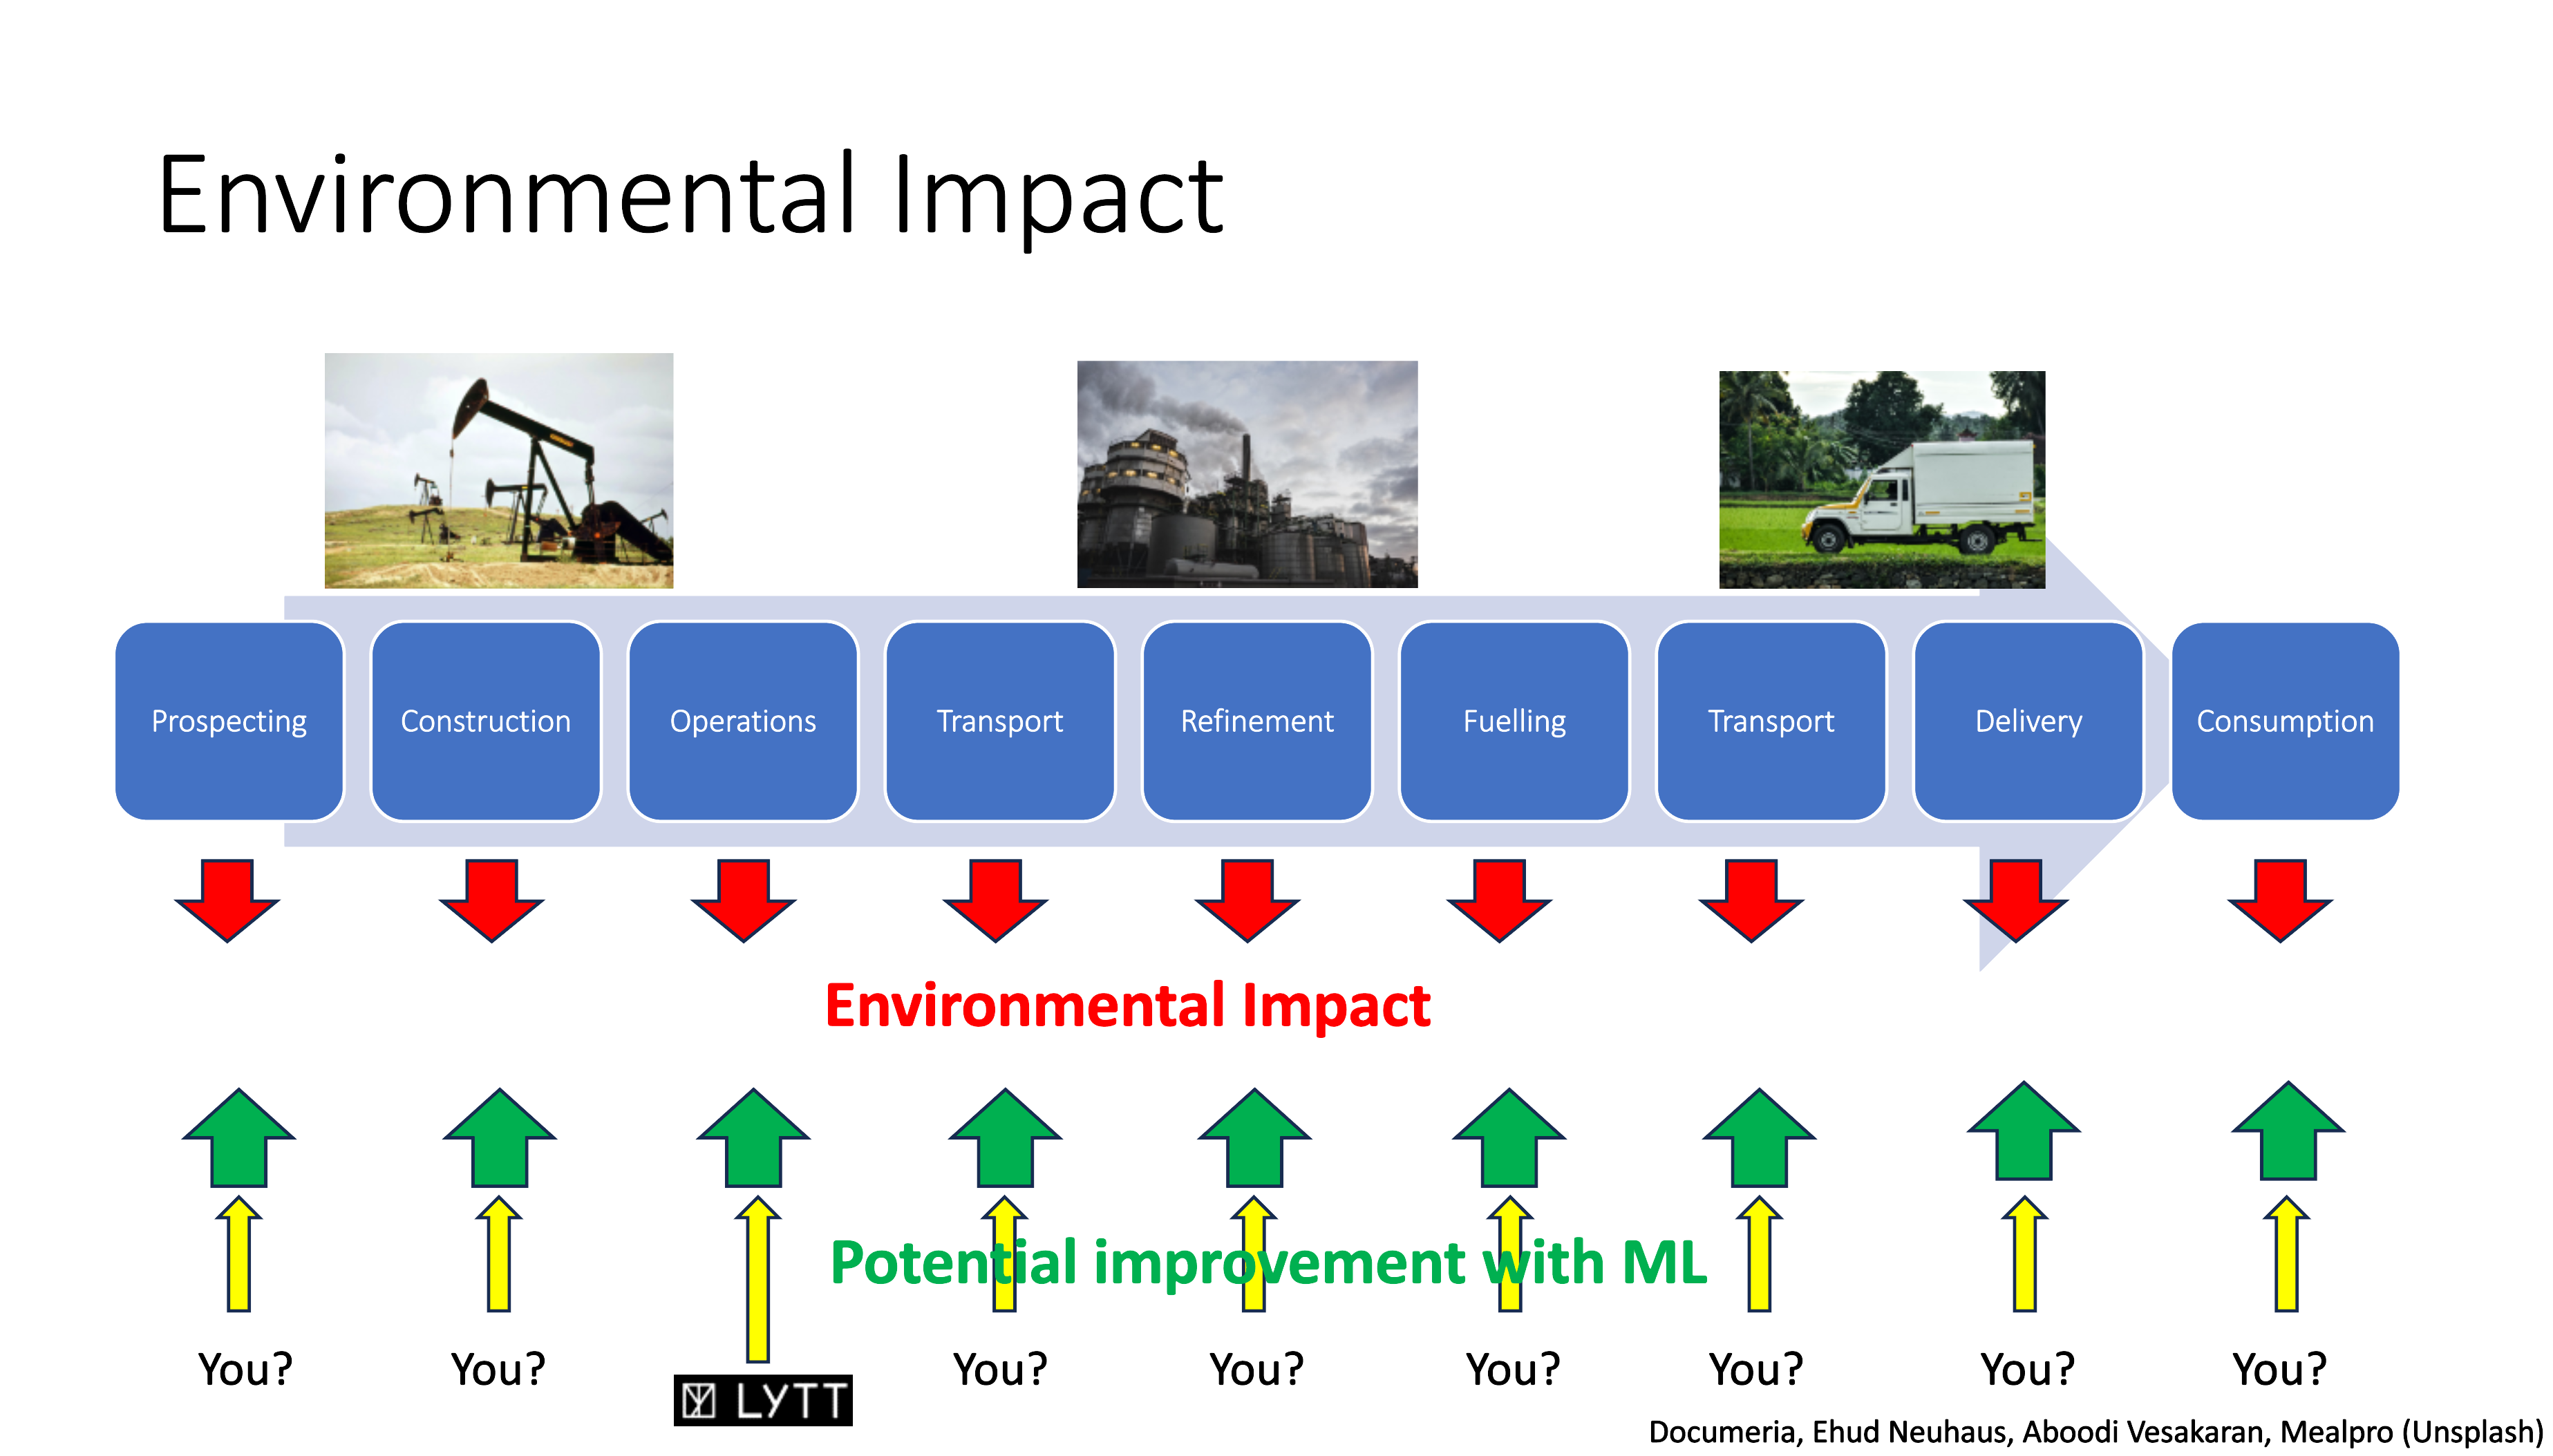 Environmental Impact
Prospecting
Construction
Operations
Transport
Refinement
Fuelling
Transport
Delivery
Consumption
Environmental Impact
Potential improvement with ML
You?
You?
LYTT
You?
You?
You?
You?
You?
You?
Documeria, Ehud Neuhaus, Aboodi Vesakaran, Mealpro (Unsplash)